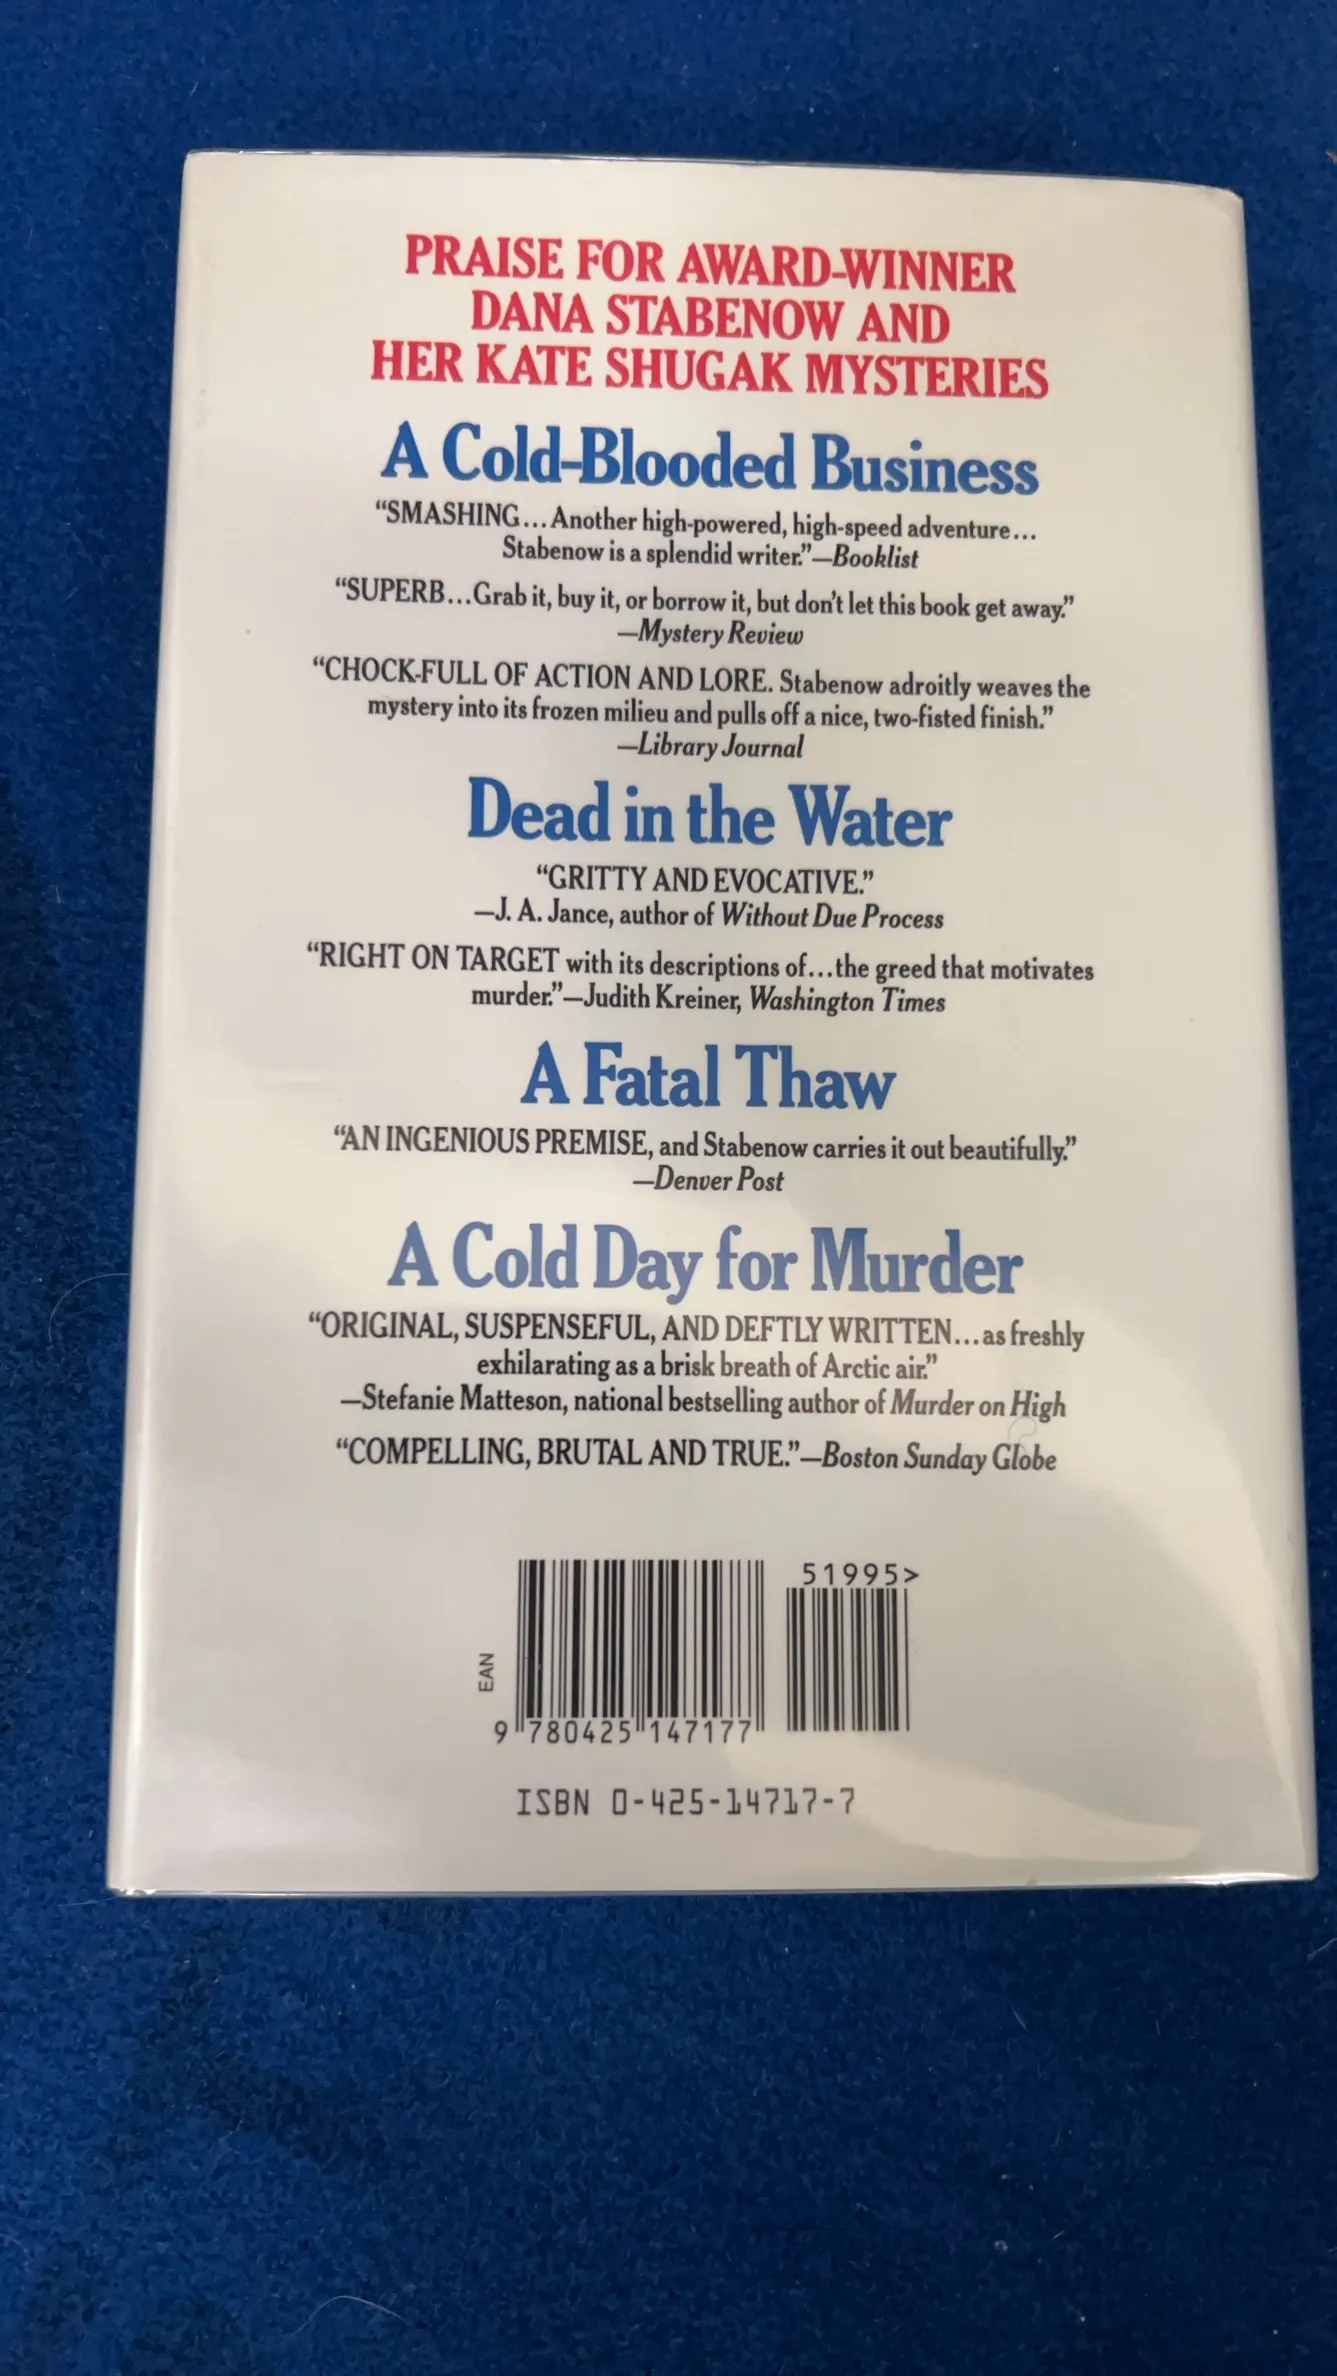 PRAISE FOR AWARD-WINNER
DANA STABENOW AND
HER KATE SHUGAK MYSTERIES
A Cold-Blooded Business
“SMASHING...Another high-powered, high-speed adventure...
Stabenow is a splendid writer.”—Booklist
“SUPERB...Grab it, buy it, or borrow it, but don’t let this book get away.”
—Mystery Review
“CHOCK-FULL OF ACTION AND LORE. Stabenow adroitly weaves the
mystery into its frozen milieu and pulls off a nice, two-fisted finish.”
—Library Journal
Dead in the Water
“GRITTY AND EVOCATIVE.”
—J. A. Jance, author of Without Due Process
“RIGHT ON TARGET with its descriptions of...the greed that motivates
murder.”—Judith Kreiner, Washington Times
A Fatal Thaw
“AN INGENIOUS PREMISE, and Stabenow carries it out beautifully.”
—Denver Post
A Cold Day for Murder
“ORIGINAL, SUSPENSEFUL, AND DEFTLY WRITTEN...as freshly
exhilarating as a brisk breath of Arctic air.”
—Stefanie Matteson, national bestselling author of Murder on High
“COMPELLING, BRUTAL AND TRUE.”—Boston Sunday Globe
51995>
EAN
9 780425 147177
ISBN 0-425-14717-7